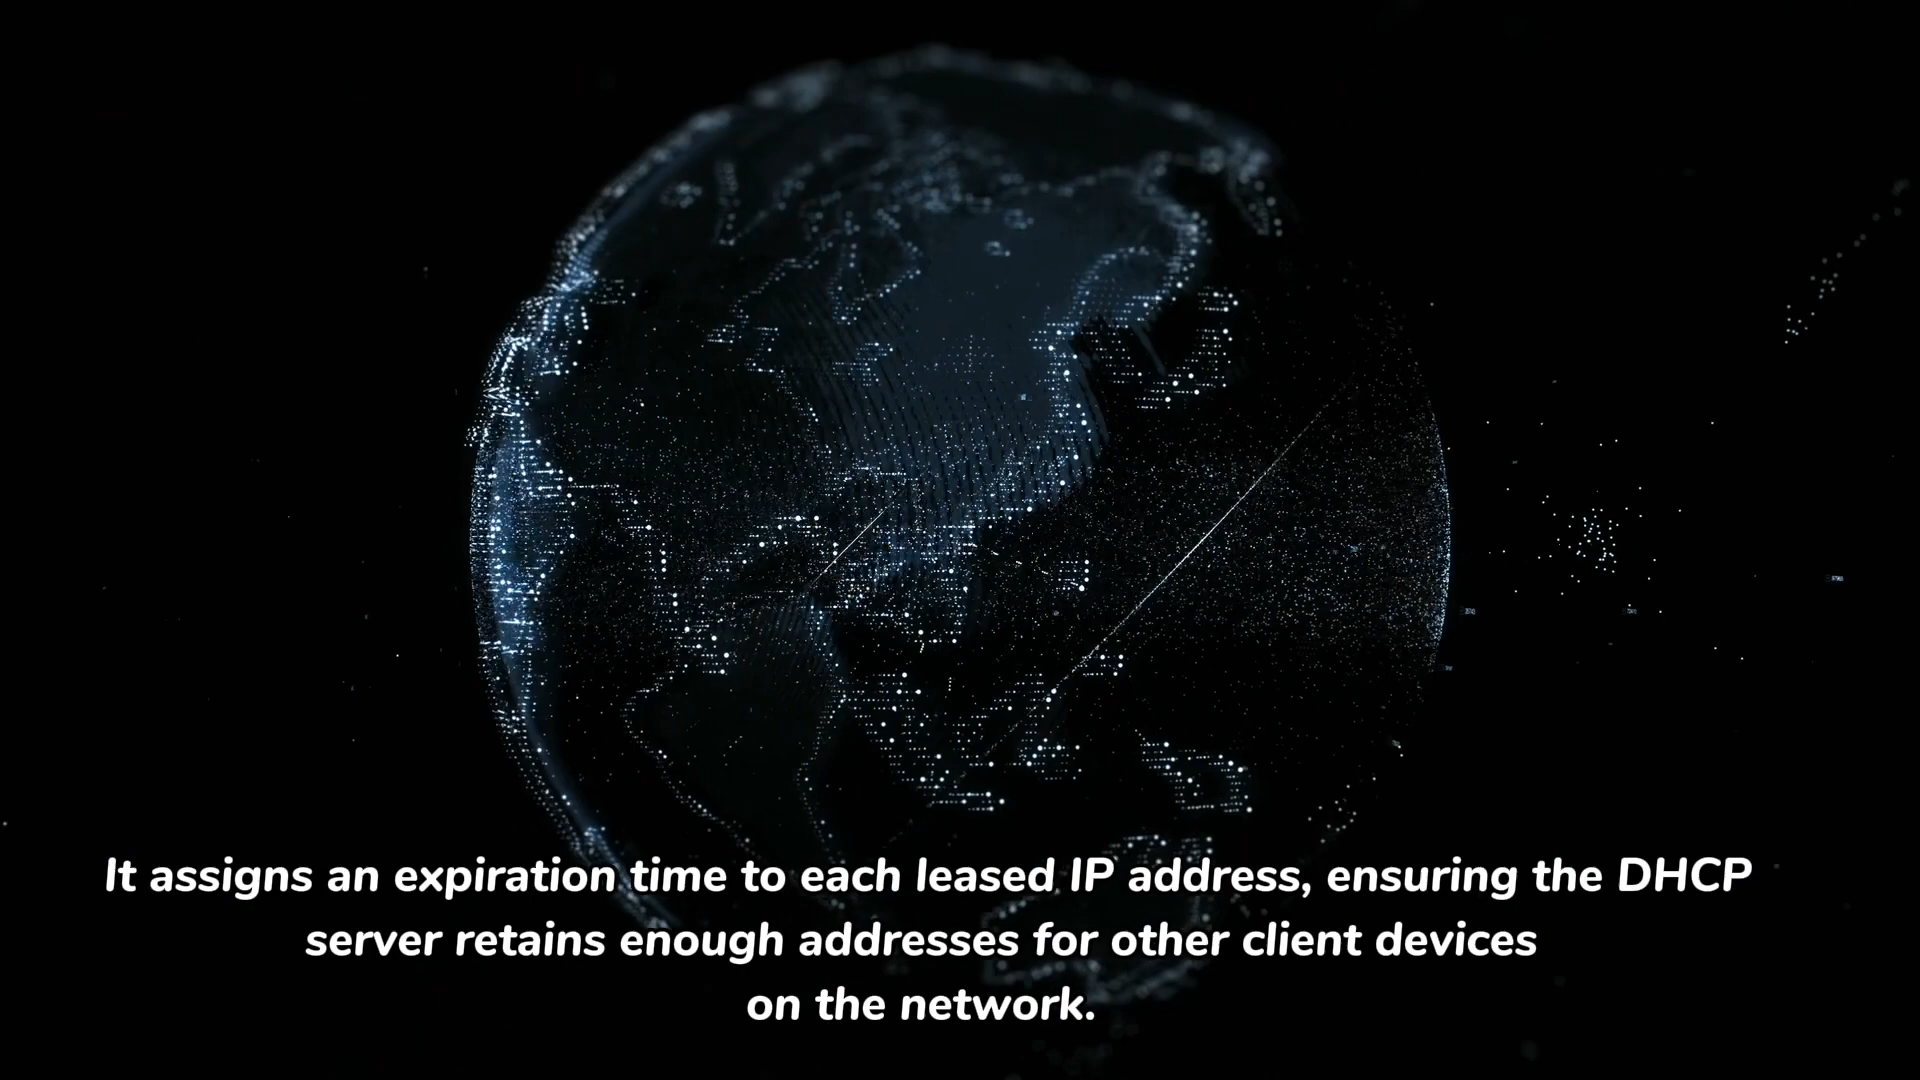 It assigns an expiration time to each leased IP address, ensuring the DHCP
server retains enough addresses for other client devices
on the network.